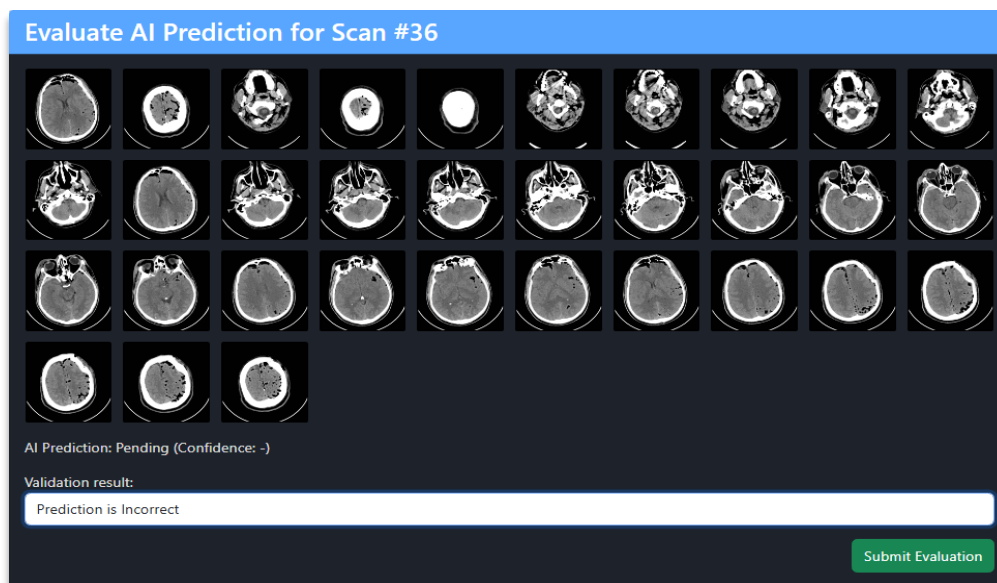 Evaluate AI Prediction for Scan #36
AI Prediction: Pending (Confidence: -)
Validation result:
Prediction is Incorrect
Submit Evaluation